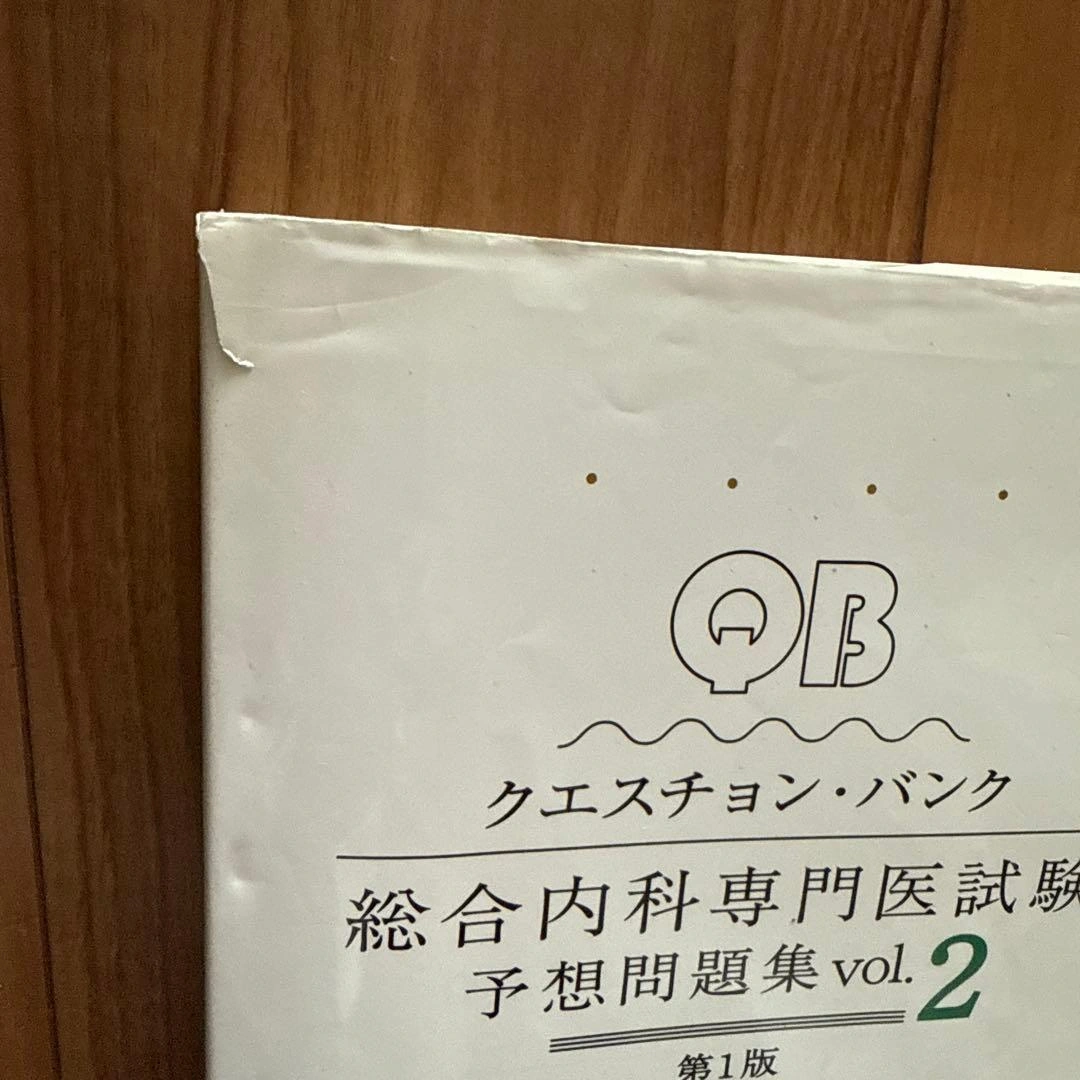 QB
クエスチョン・バンク
総合内科専門医試験
予想問題集 vol.2
第1版